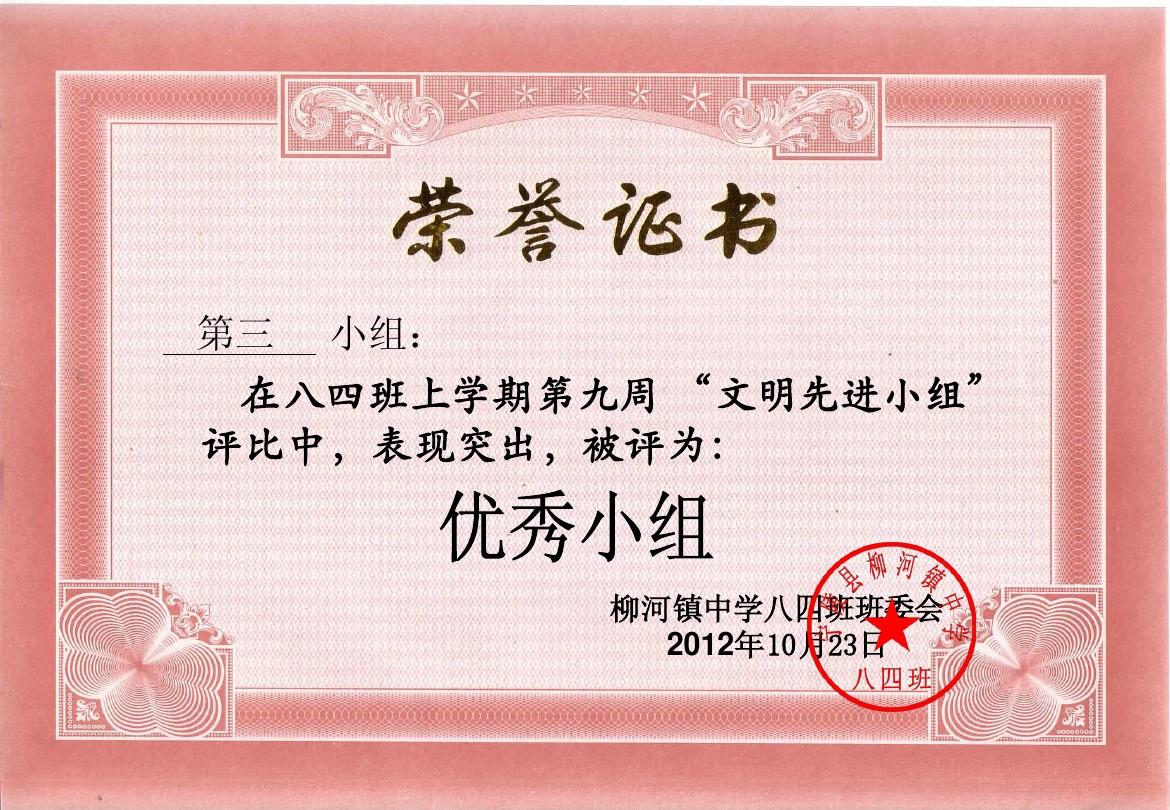 荣誉证书
第三 小组：
在八四班上学期第九周 “文明先进小组”
评比中，表现突出，被评为：
优秀小组
柳河镇中学八四班班委会
2012年10月23日
县柳河镇中学
八四班